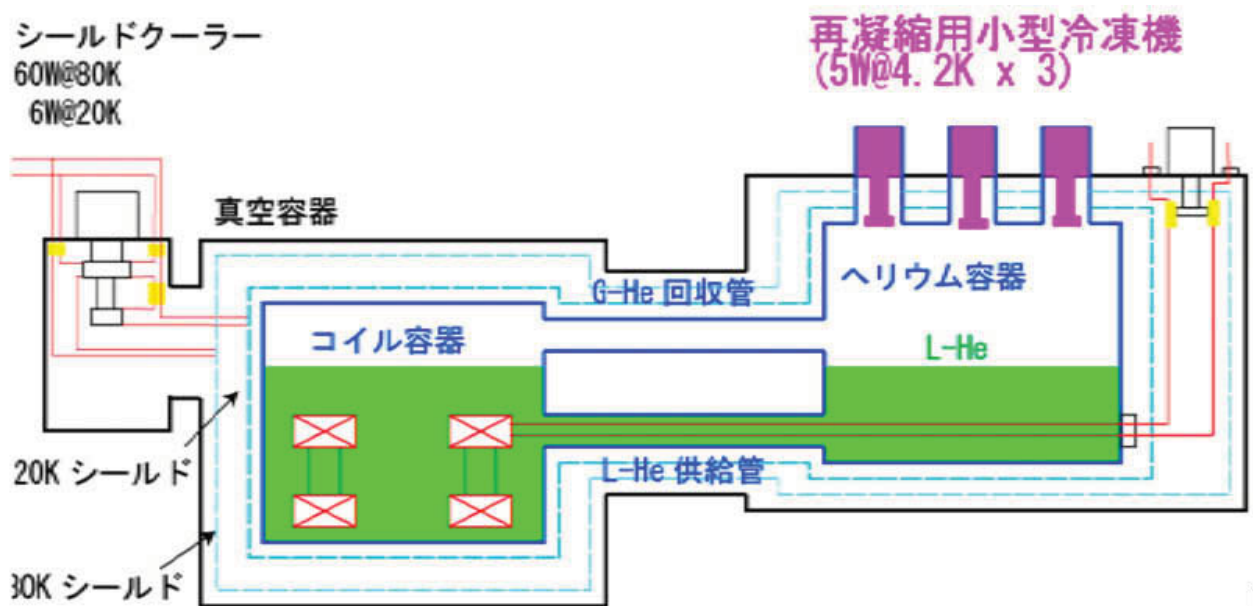 シールドクーラー
60W@80K
6W@20K
再凝縮用小型冷凍機
(5W@4.2K x 3)
真空容器
G-He 回収管
ヘリウム容器
コイル容器
L-He
20K シールド
L-He 供給管
80K シールド